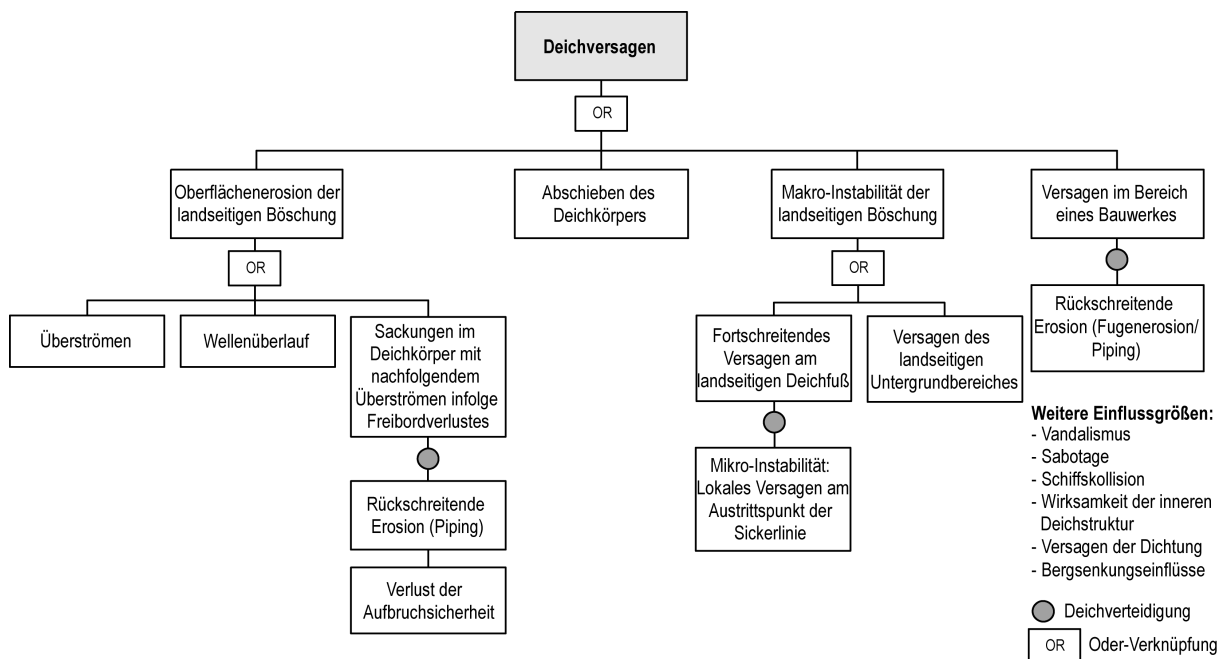 Deichversagen
OR
Oberflächenerosion der
landseitigen Böschung
Abschieben des
Deichkörpers
Makro-Instabilität der
landseitigen Böschung
Versagen im Bereich
eines Bauwerkes
OR
OR
Überströmen
Wellenüberlauf
Sackungen im
Deichkörper mit
nachfolgendem
Überströmen infolge
Freibordverlustes
Fortschreitendes
Versagen am
landseitigen Deichfuß
Versagen des
landseitigen
Untergrundbereiches
Rückschreitende
Erosion (Fugenerosion/
Piping)
Rückschreitende
Erosion (Piping)
Verlust der
Aufbruchsicherheit
Mikro-Instabilität:
Lokales Versagen am
Austrittspunkt der
Sickerlinie
Weitere Einflussgrößen:
- Vandalismus
- Sabotage
- Schiffskollision
- Wirksamkeit der inneren
Deichstruktur
- Versagen der Dichtung
- Bergsenkungseinflüsse
Deichverteidigung
OR Oder-Verknüpfung